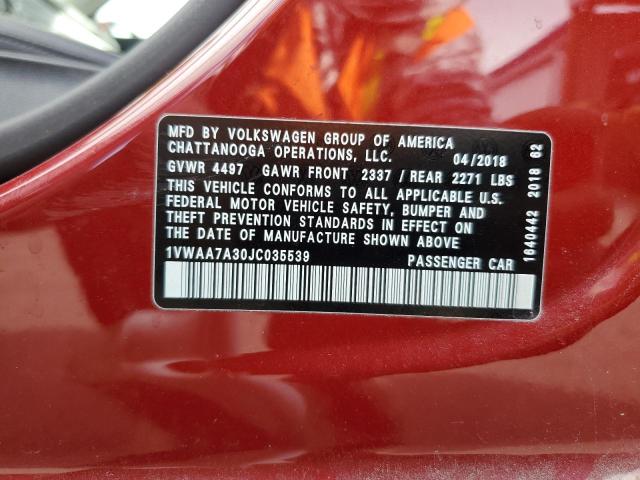 MFD BY VOLKSWAGEN GROUP OF AMERICA
CHATTANOOGA OPERATIONS, LLC. 04/2018
GVWR 4497 GAWR FRONT 2337 / REAR 2271 LBS
THIS VEHICLE CONFORMS TO ALL APPLICABLE U.S.
FEDERAL MOTOR VEHICLE SAFETY, BUMPER AND
THEFT PREVENTION STANDARDS IN EFFECT ON
THE DATE OF MANUFACTURE SHOWN ABOVE
1VWAA7A30JC035539 PASSENGER CAR
1640442 2018 62